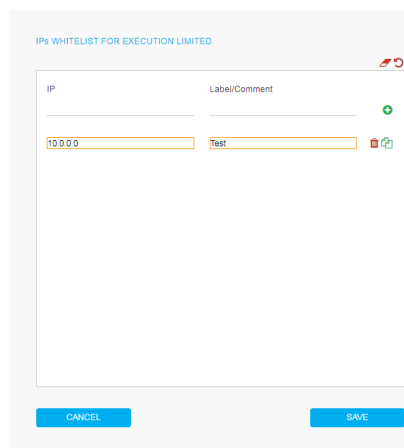 IPs WHITELIST FOR EXECUTION LIMITED
IP Label/Comment
10.0.0.0 Test
CANCEL SAVE